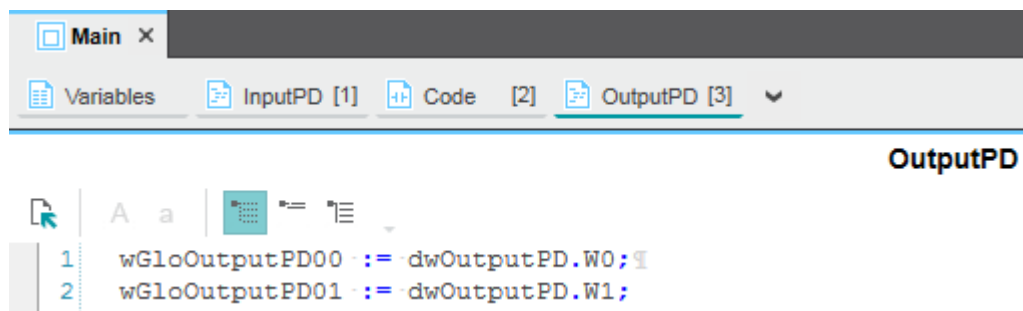 Main ×
Variables InputPD [1] Code [2] OutputPD [3]
OutputPD
A a
1 wGloOutputPD00 := dwOutputPD.W0;¶
2 wGloOutputPD01 := dwOutputPD.W1;